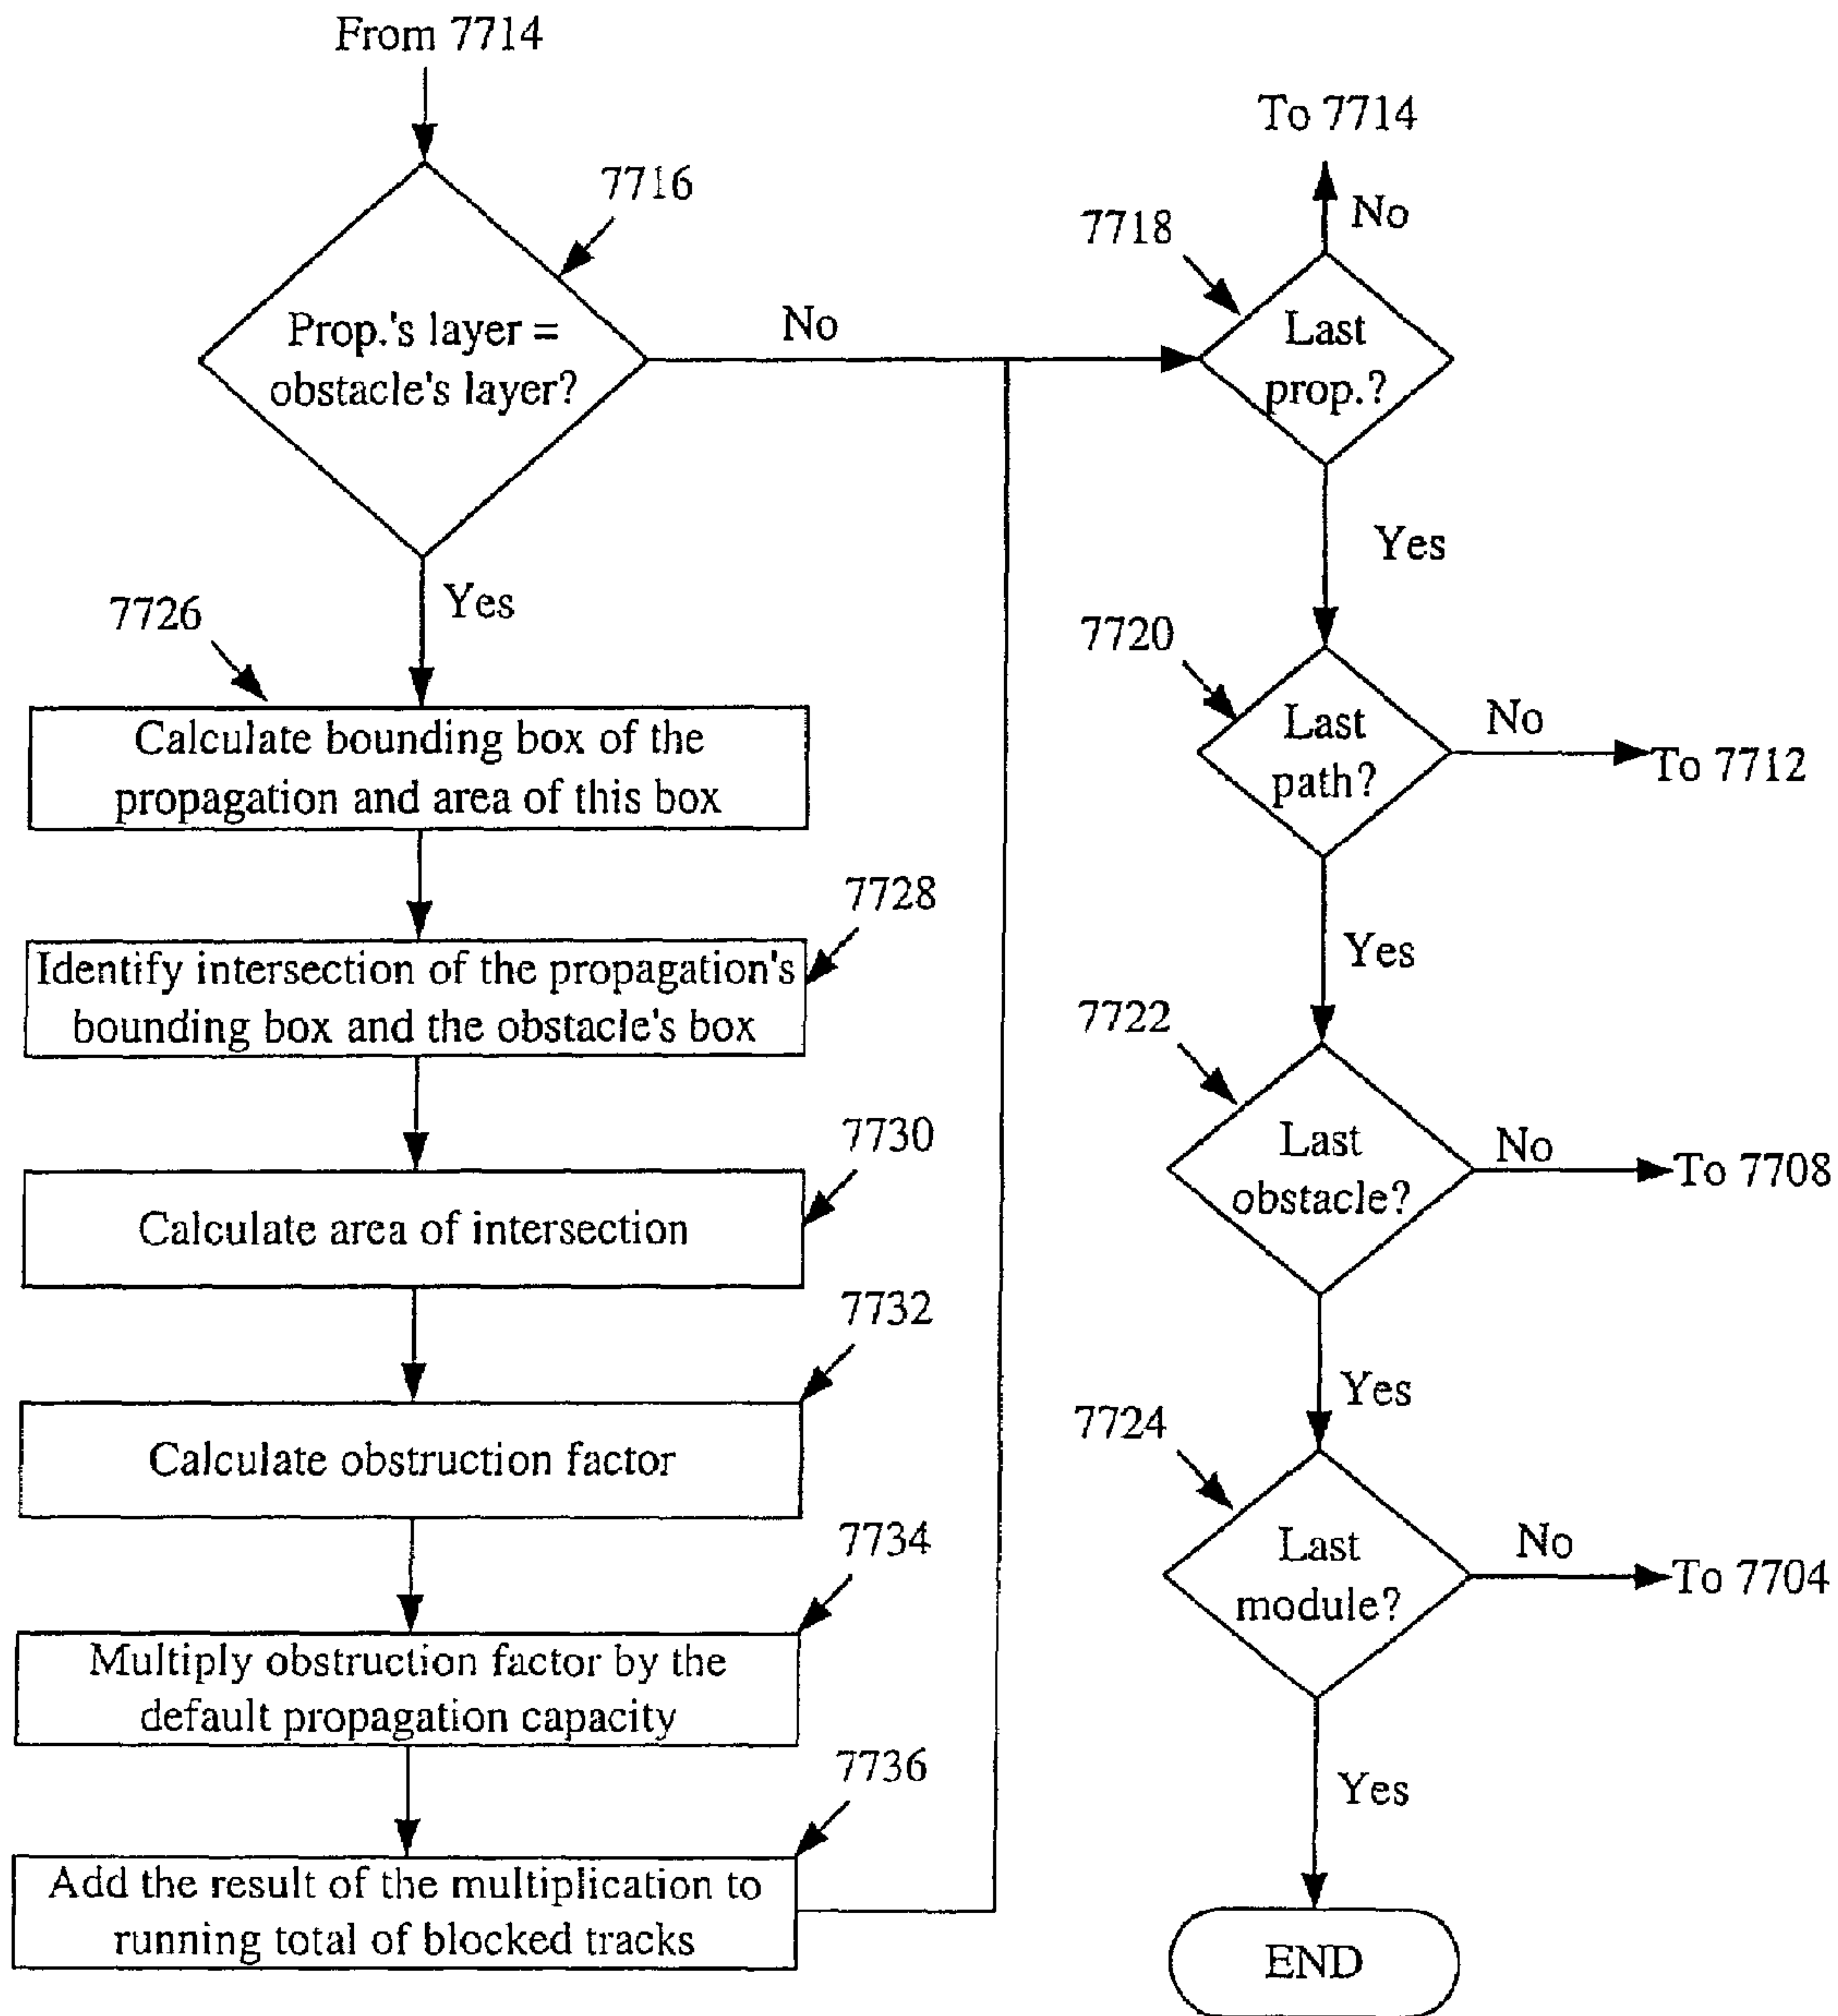 From 7714
7716
Prop.'s layer =
obstacle's layer?
No
Yes
7726
Calculate bounding box of the
propagation and area of this box
7728
Identify intersection of the propagation's
bounding box and the obstacle's box
7730
Calculate area of intersection
7732
Calculate obstruction factor
7734
Multiply obstruction factor by the
default propagation capacity
7736
Add the result of the multiplication to
running total of blocked tracks
To 7714
No
7718
Last
prop.?
Yes
7720
Last
path?
No
To 7712
Yes
7722
Last
obstacle?
No
To 7708
Yes
7724
Last
module?
No
To 7704
Yes
END